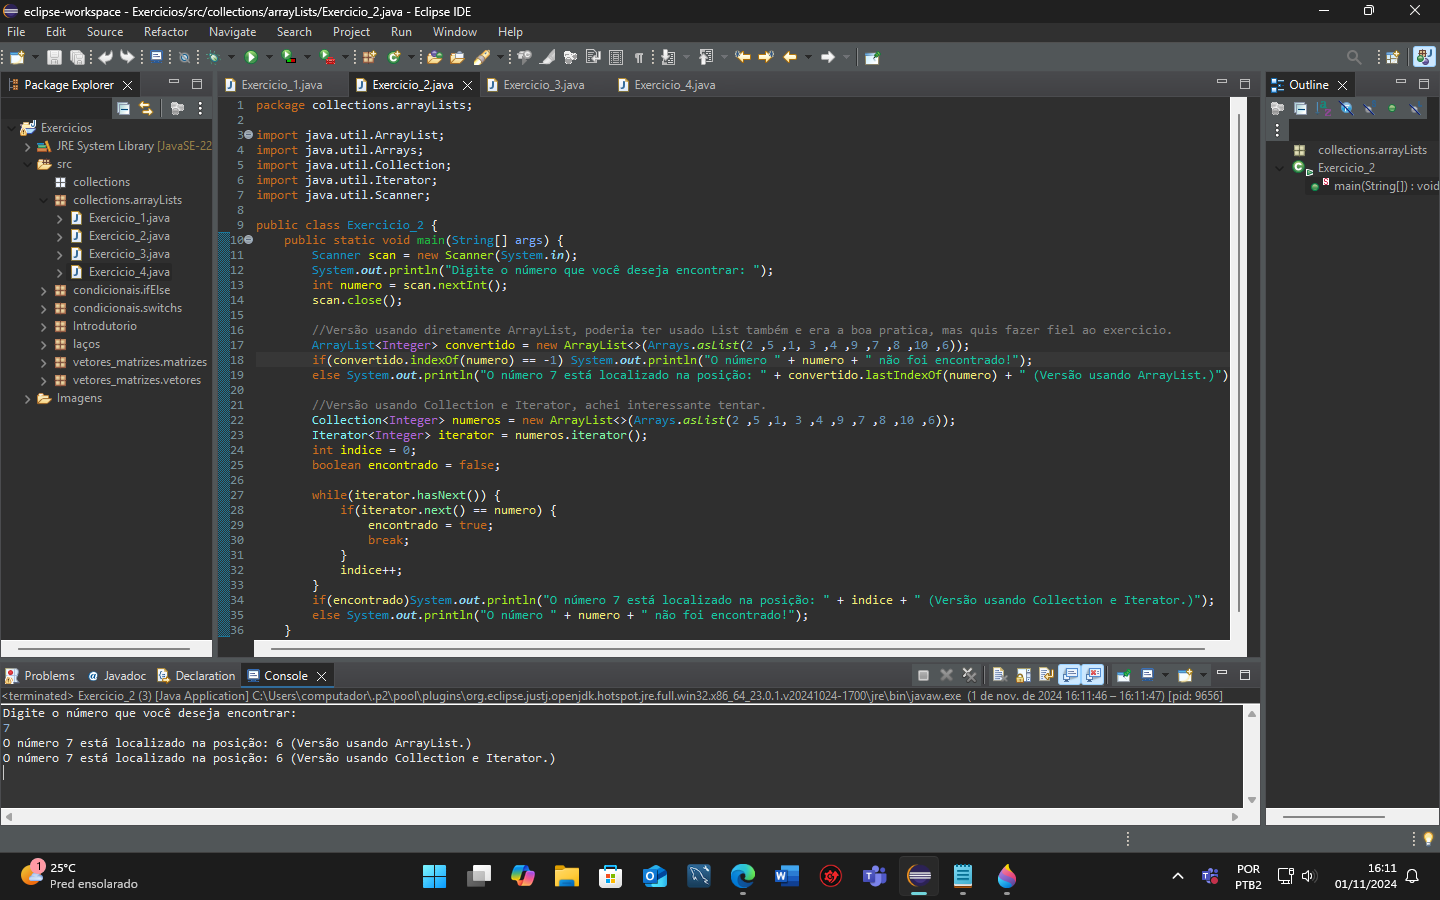 eclipse-workspace - Exercicios/src/collections/arrayLists/Exercicio_2.java - Eclipse IDE
File Edit Source Refactor Navigate Search Project Run Window Help
Package Explorer
Exercicios
JRE System Library [JavaSE-22
src
collections
collections.arrayLists
Exercicio_1.java
Exercicio_2.java
Exercicio_3.java
Exercicio_4.java
condicionais.ifElse
condicionais.switchs
Introdutorio
laços
vetores_matrizes.matrizes
vetores_matrizes.vetores
Imagens
Exercicio_1.java Exercicio_2.java Exercicio_3.java Exercicio_4.java
1 package collections.arrayLists;
2
3 import java.util.ArrayList;
4 import java.util.Arrays;
5 import java.util.Collection;
6 import java.util.Iterator;
7 import java.util.Scanner;
8
9 public class Exercicio_2 {
10 public static void main(String[] args) {
11 Scanner scan = new Scanner(System.in);
12 System.out.println("Digite o número que você deseja encontrar: ");
13 int numero = scan.nextInt();
14 scan.close();
15
16 //Versão usando diretamente ArrayList, poderia ter usado List também e era a boa pratica, mas quis fazer fiel ao exercicio.
17 ArrayList<Integer> convertido = new ArrayList<>(Arrays.asList(2 ,5 ,1, 3 ,4 ,9 ,7 ,8 ,10 ,6));
18 if(convertido.indexOf(numero) == -1) System.out.println("O número " + numero + " não foi encontrado!");
19 else System.out.println("O número 7 está localizado na posição: " + convertido.lastIndexOf(numero) + " (Versão usando ArrayList.)")
20
21 //Versão usando Collection e Iterator, achei interessante tentar.
22 Collection<Integer> numeros = new ArrayList<>(Arrays.asList(2 ,5 ,1, 3 ,4 ,9 ,7 ,8 ,10 ,6));
23 Iterator<Integer> iterator = numeros.iterator();
24 int indice = 0;
25 boolean encontrado = false;
26
27 while(iterator.hasNext()) {
28 if(iterator.next() == numero) {
29 encontrado = true;
30 break;
31 }
32 indice++;
33 }
34 if(encontrado)System.out.println("O número 7 está localizado na posição: " + indice + " (Versão usando Collection e Iterator.)");
35 else System.out.println("O número " + numero + " não foi encontrado!");
36 }
Outline
collections.arrayLists
Exercicio_2
main(String[]) : void
Problems Javadoc Declaration Console
<terminated> Exercicio_2 (3) [Java Application] C:\Users\computador\.p2\pool\plugins\org.eclipse.justj.openjdk.hotspot.jre.full.win32.x86_64_23.0.1.v20241024-1700\jre\bin\javaw.exe (1 de nov. de 2024 16:11:46 – 16:11:47) [pid: 9656]
Digite o número que você deseja encontrar:
7
O número 7 está localizado na posição: 6 (Versão usando ArrayList.)
O número 7 está localizado na posição: 6 (Versão usando Collection e Iterator.)
1
25°C
Pred ensolarado
POR
PTB2
16:11
01/11/2024